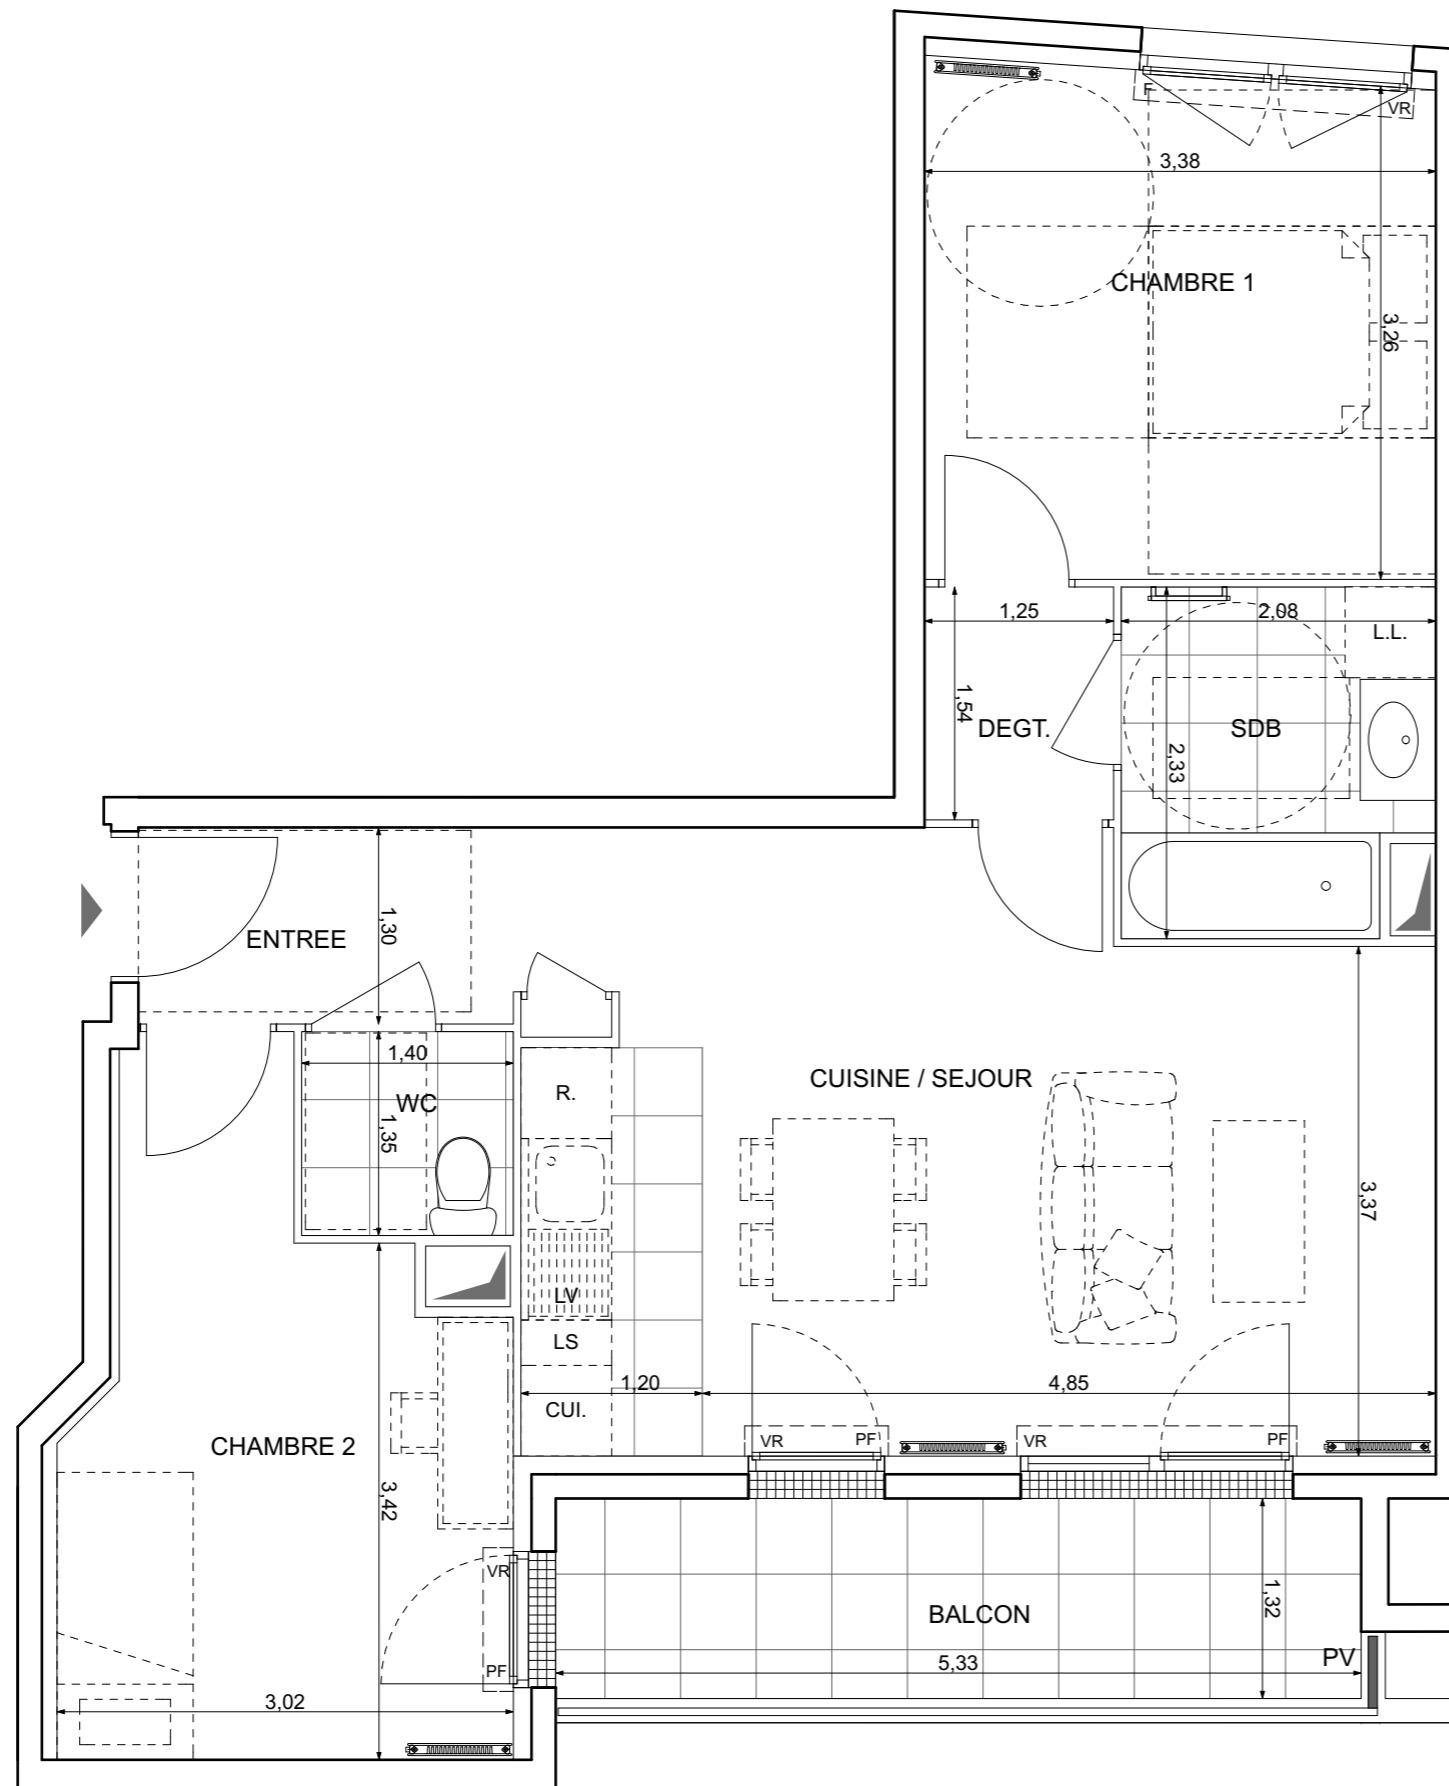 F
VR
3,38
CHAMBRE 1
3,26
1,25
2,08
L.L.
1,54
DEGT.
SDB
2,33
ENTREE
1,30
1,40
WC
1,35
R.
CUISINE / SEJOUR
3,37
LV
LS
1,20
4,85
CUI.
VR
PF
VR
PF
CHAMBRE 2
3,42
VR
PF
BALCON
1,32
5,33
PV
3,02